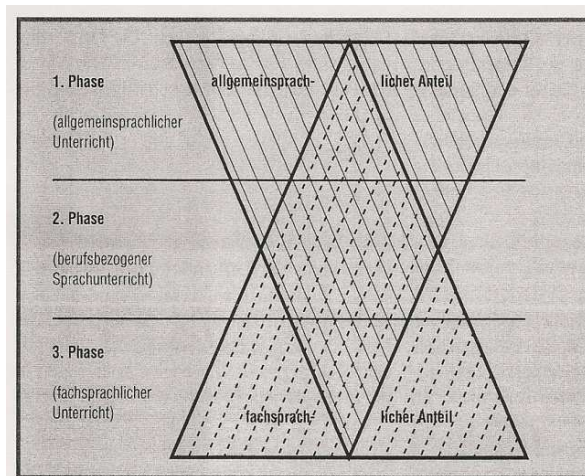 allgemeinsprach- licher Anteil
1. Phase
(allgemeinsprachlicher
Unterricht)
2. Phase
(berufsbezogener
Sprachunterricht)
3. Phase
(fachsprachlicher
Unterricht)
fachsprach- licher Anteil